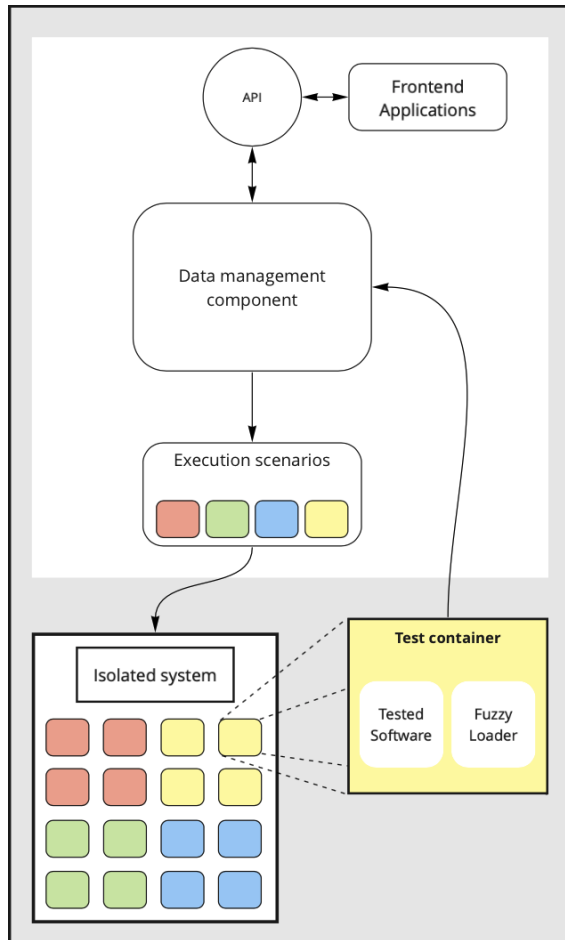 API
Frontend
Applications
Data management
component
Execution scenarios
Isolated system
Test container
Tested
Software
Fuzzy
Loader